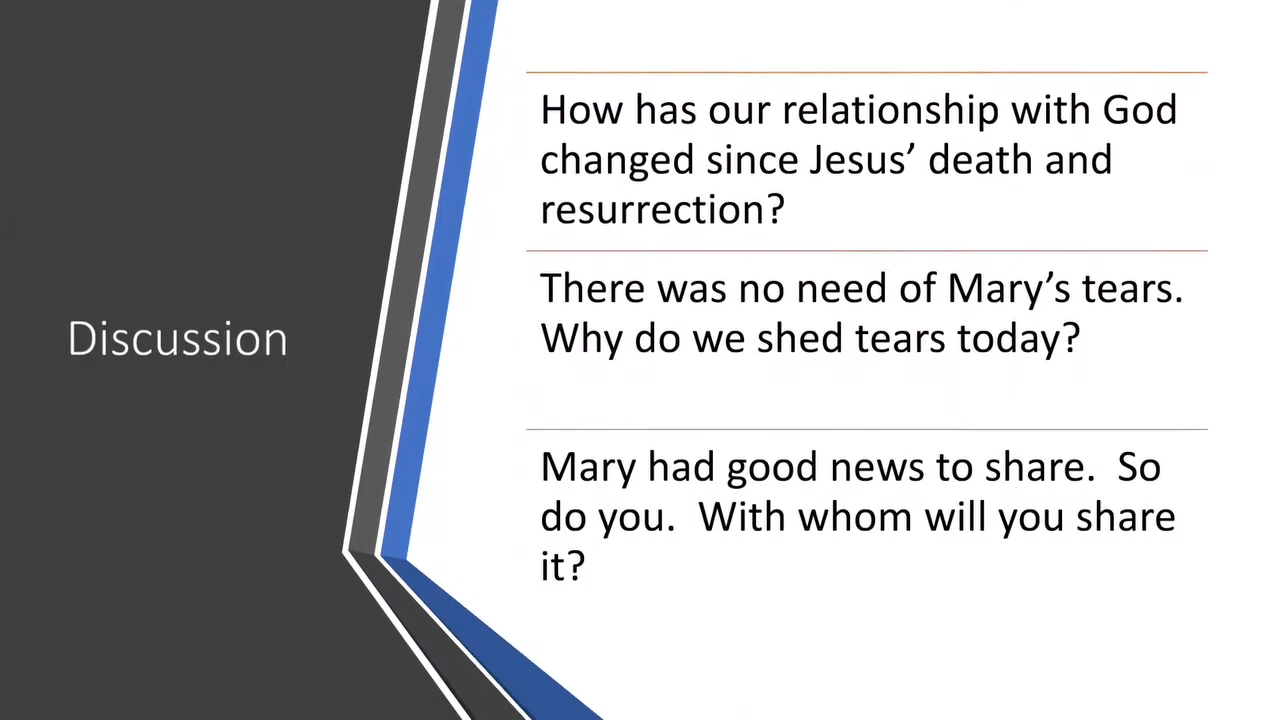 Discussion
How has our relationship with God
changed since Jesus’ death and
resurrection?
There was no need of Mary’s tears.
Why do we shed tears today?
Mary had good news to share.  So
do you.  With whom will you share
it?